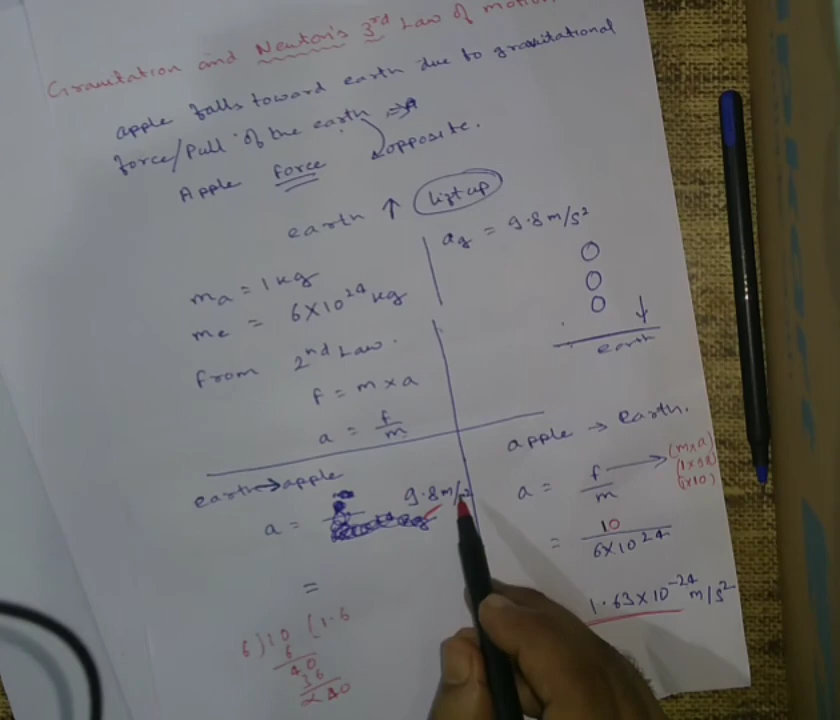 Gravitation and Newton's 3rd Law of motion
apple falls toward earth due to gravitational
force/Pull of the earth
opposite.
Apple force
earth ↑ lift up
ag = 9.8 m/s²
ma = 1 kg
me = 6×10²⁴ kg
earth
from 2nd Law.
f = m × a
a = f/m
apple → earth.
a = f/m → (m×a)
(1×10)
earth → apple
a = 9.8 m/s²
= 10/6×10²⁴
=
1.63×10⁻²⁴ m/s²
6)10(1.6
6
40
36